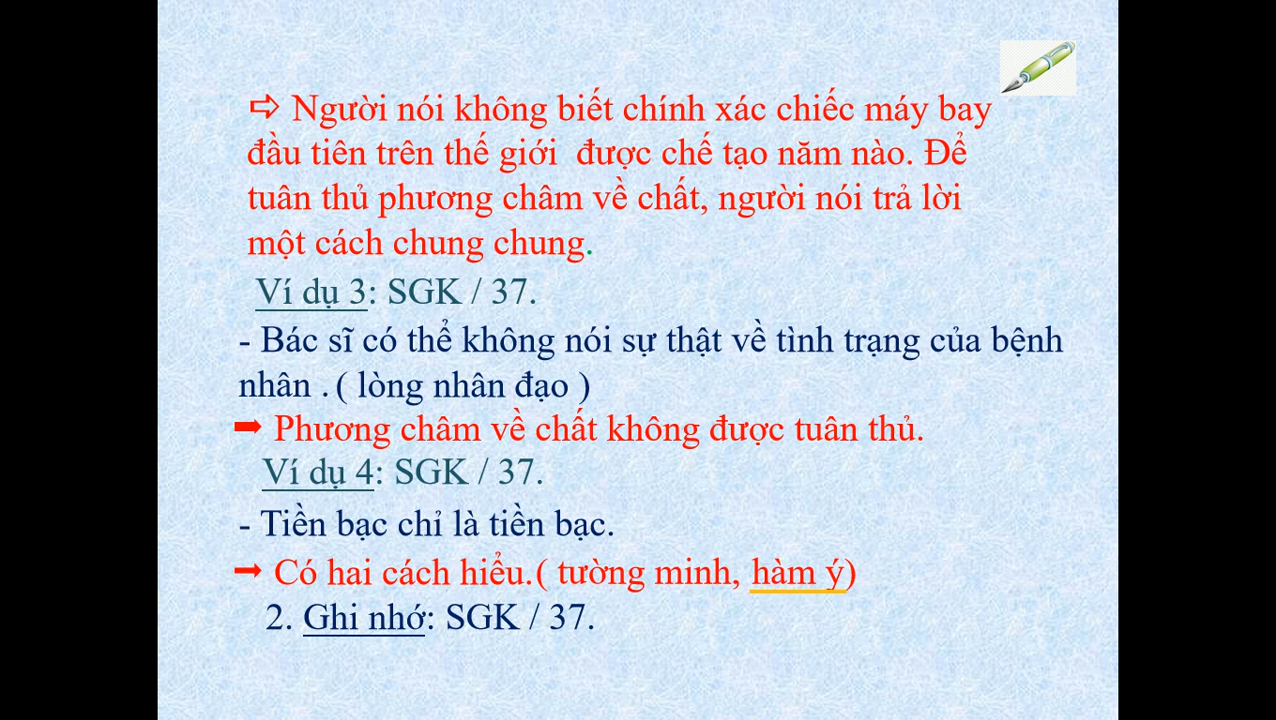 ⇨ Người nói không biết chính xác chiếc máy bay
đầu tiên trên thế giới được chế tạo năm nào. Để
tuân thủ phương châm về chất, người nói trả lời
một cách chung chung.
Ví dụ 3: SGK / 37.
- Bác sĩ có thể không nói sự thật về tình trạng của bệnh
nhân . ( lòng nhân đạo )
➡ Phương châm về chất không được tuân thủ.
Ví dụ 4: SGK / 37.
- Tiền bạc chỉ là tiền bạc.
➞ Có hai cách hiểu. ( tường minh, hàm ý)
2. Ghi nhớ: SGK / 37.